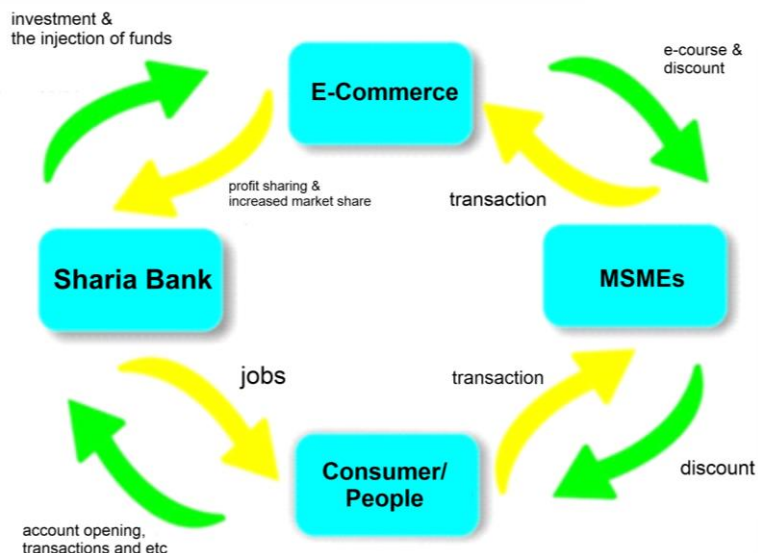 investment &
the injection of funds
E-Commerce
e-course &
discount
profit sharing &
increased market share
transaction
Sharia Bank
MSMEs
jobs
transaction
Consumer/
People
discount
account opening,
transactions and etc